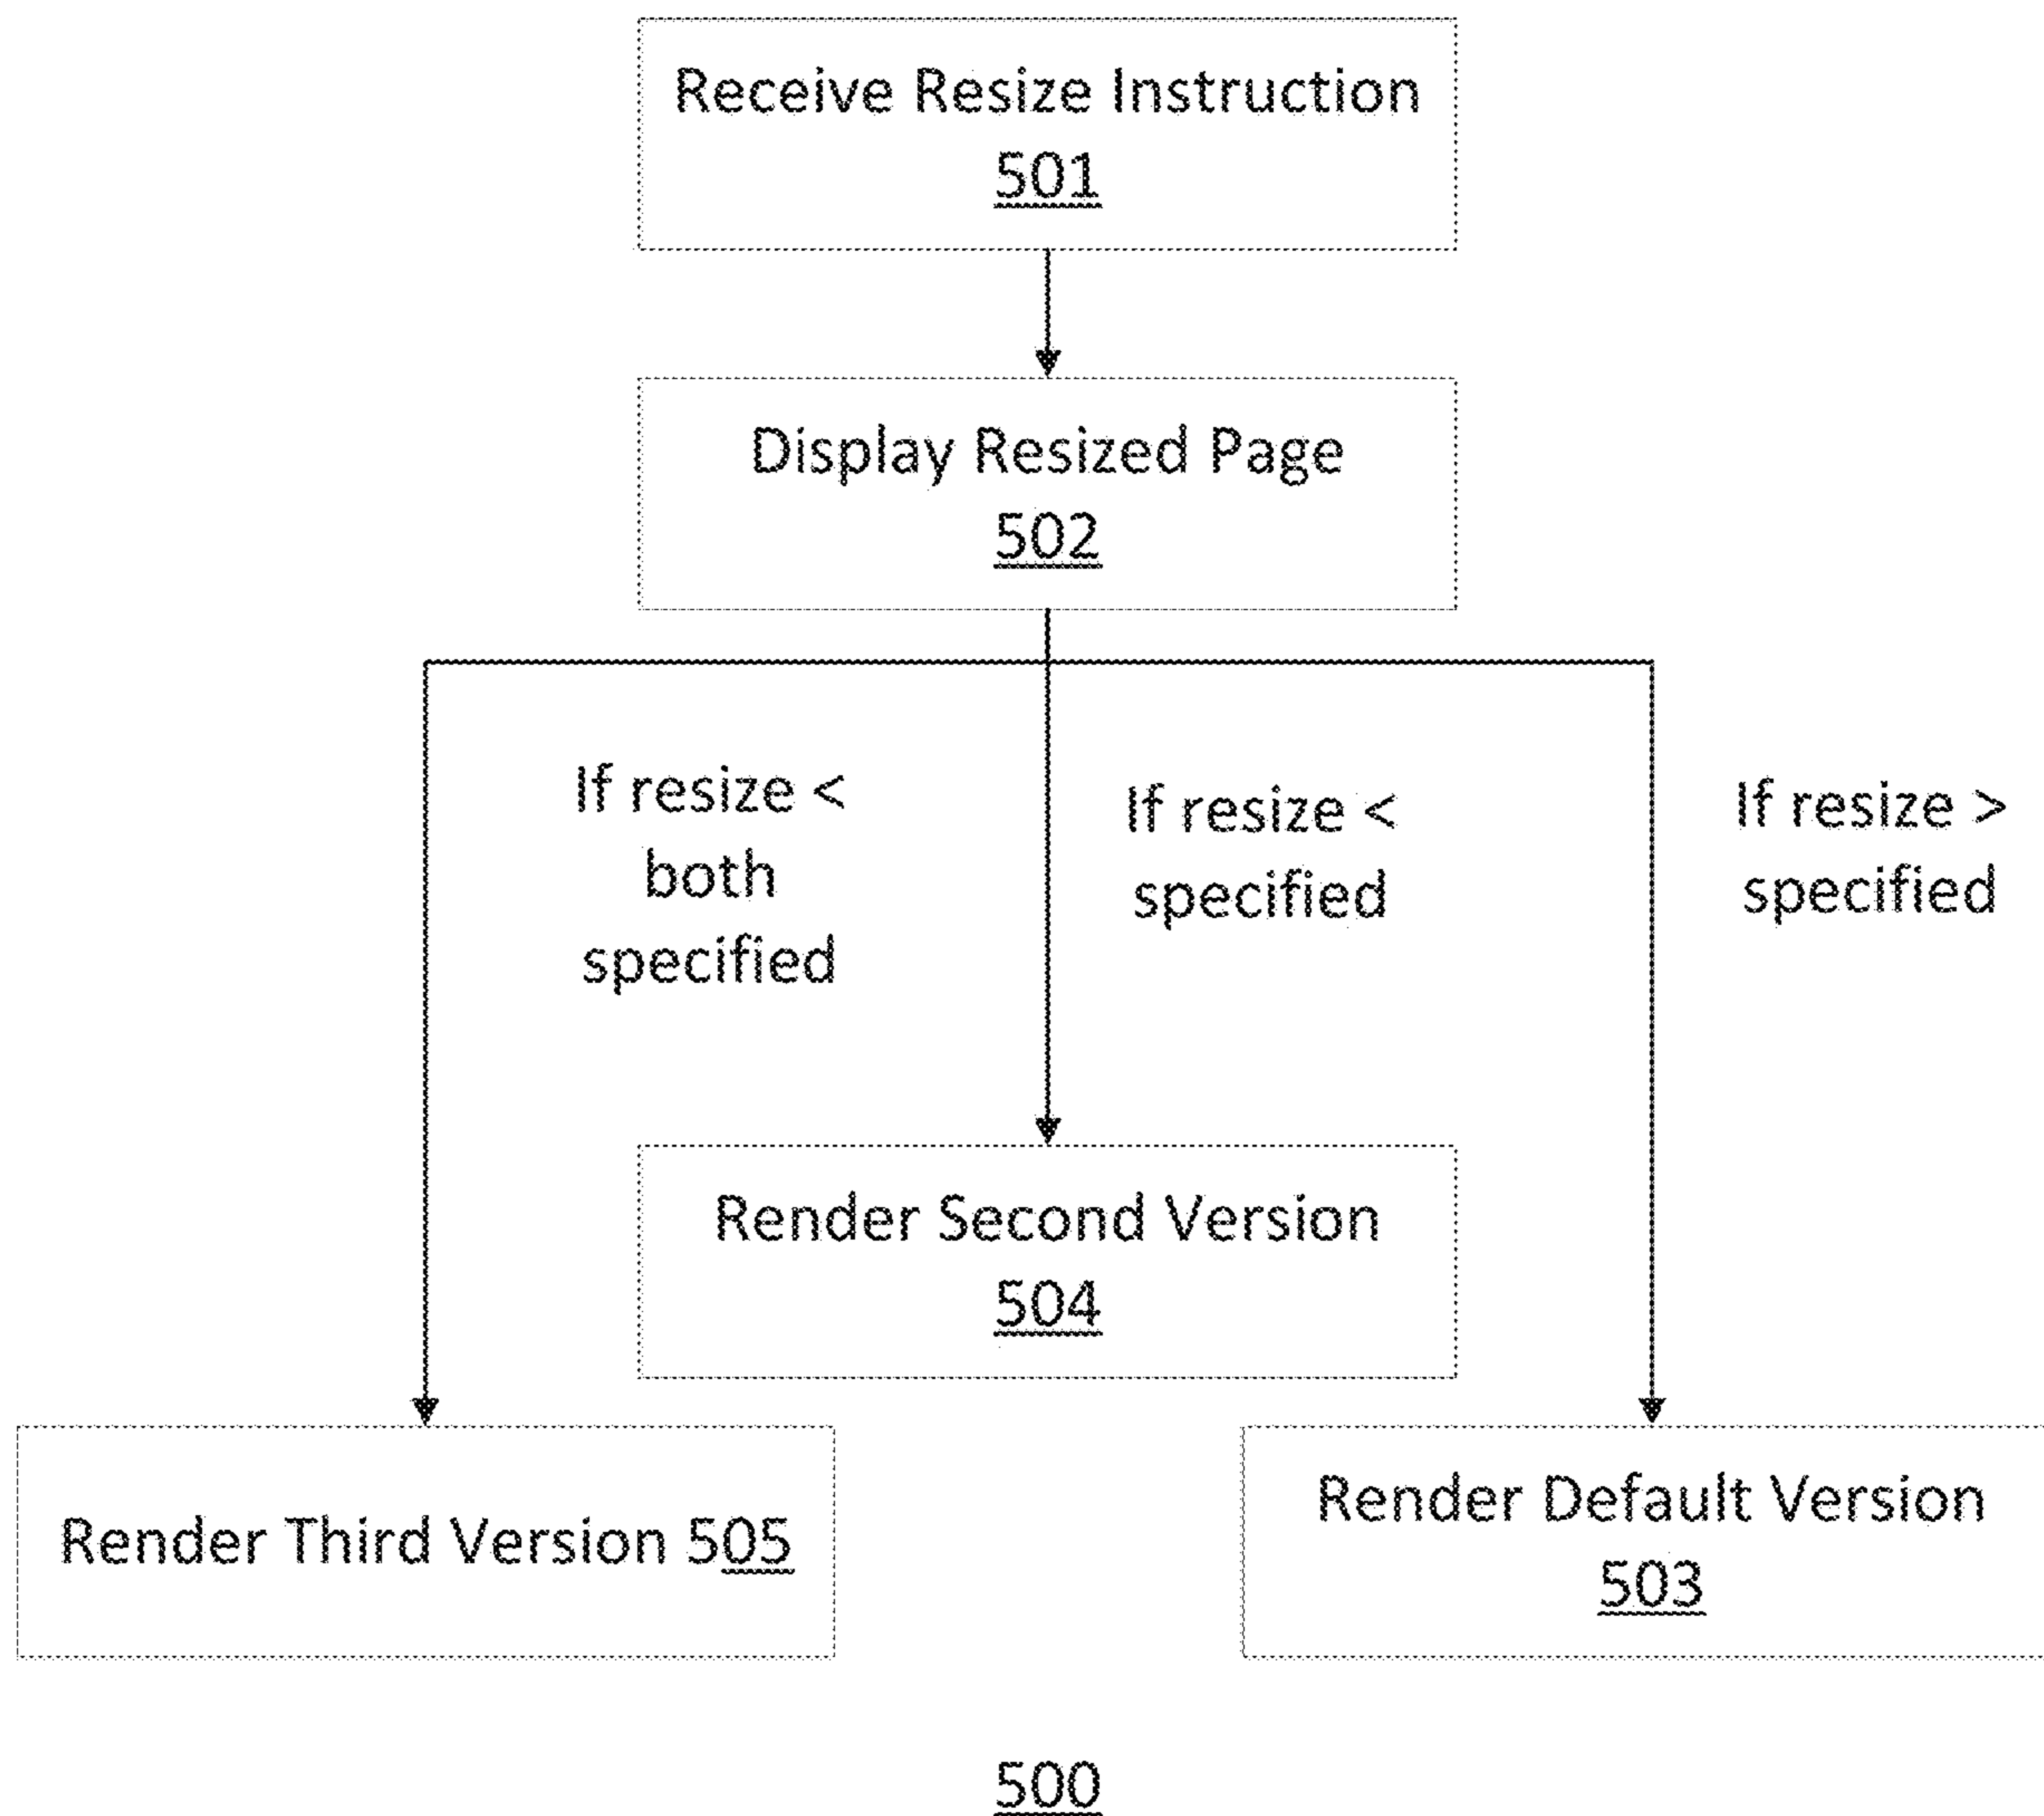 Receive Resize Instruction
501
Display Resized Page
502
If resize <
both
specified
If resize <
specified
If resize >
specified
Render Second Version
504
Render Third Version 505
Render Default Version
503
500